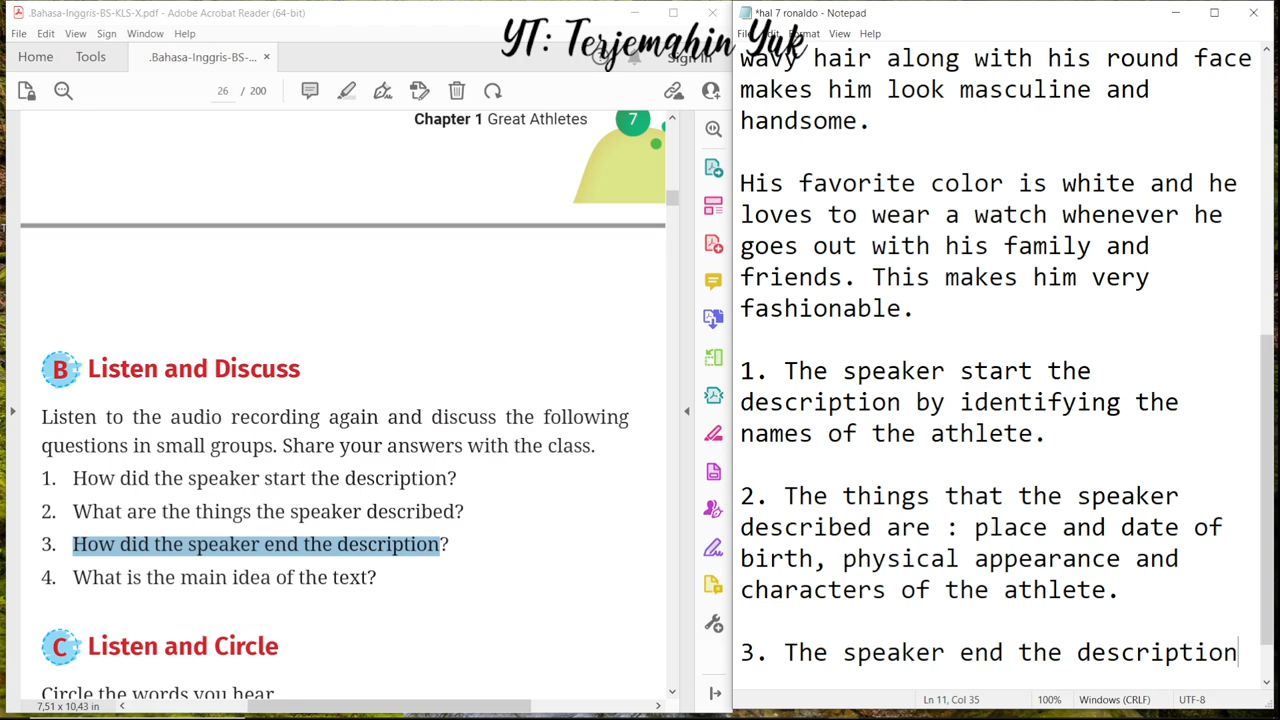 .Bahasa-Inggris-BS-KLS-X.pdf - Adobe Acrobat Reader (64-bit)
File Edit View Sign Window Help
Home Tools .Bahasa-Inggris-BS-... ×
Sign In
26 / 200
YT: Terjemahin Yuk
Chapter 1 Great Athletes 7
B Listen and Discuss
Listen to the audio recording again and discuss the following
questions in small groups. Share your answers with the class.
1. How did the speaker start the description?
2. What are the things the speaker described?
3. How did the speaker end the description?
4. What is the main idea of the text?
C Listen and Circle
Circle the words you hear
7,51 x 10,43 in
*hal 7 ronaldo - Notepad
File Edit Format View Help
wavy hair along with his round face
makes him look masculine and
handsome.
His favorite color is white and he
loves to wear a watch whenever he
goes out with his family and
friends. This makes him very
fashionable.
1. The speaker start the
description by identifying the
names of the athlete.
2. The things that the speaker
described are : place and date of
birth, physical appearance and
characters of the athlete.
3. The speaker end the description
Ln 11, Col 35 100% Windows (CRLF) UTF-8